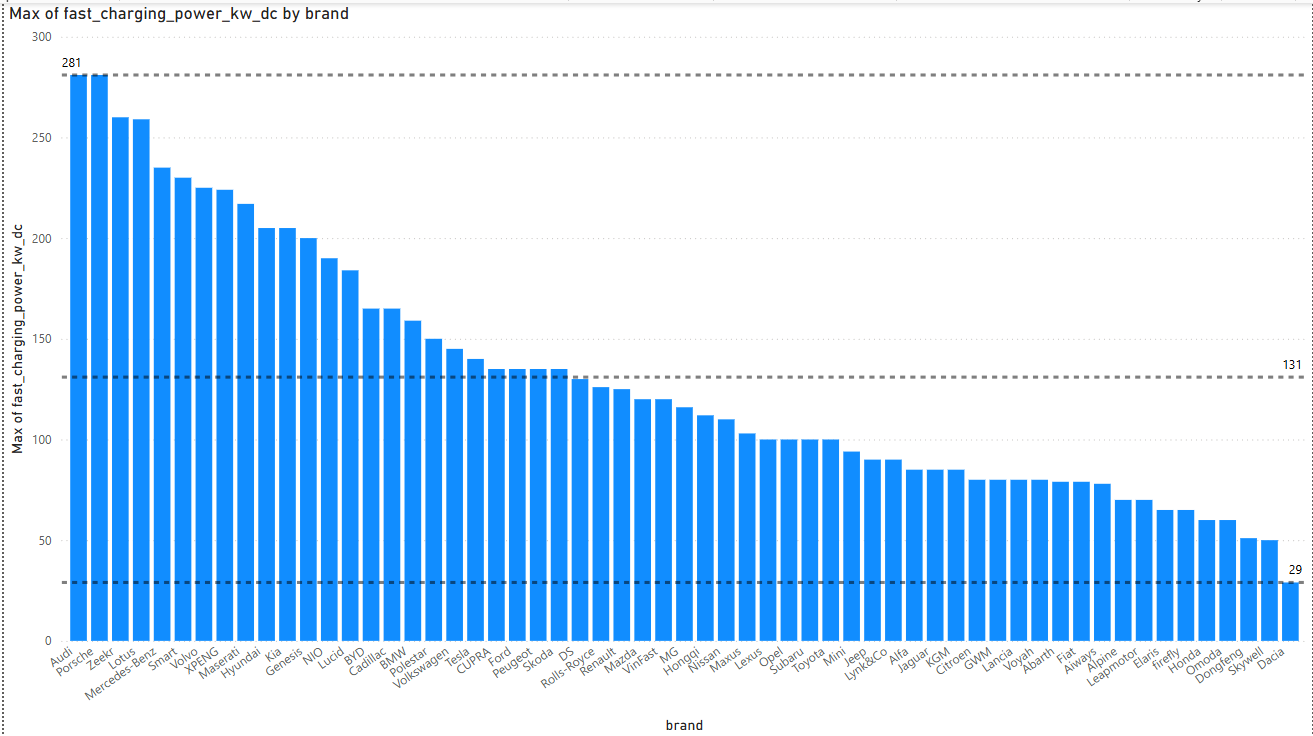 Max of fast_charging_power_kw_dc by brand
300
281
250
200
150
131
100
50
29
0
Max of fast_charging_power_kw_dc
Audi
Porsche
Zeekr
Lotus
Mercedes-Benz
Smart
Volvo
XPENG
Maserati
Hyundai
Kia
Genesis
NIO
Lucid
BYD
Cadillac
BMW
Polestar
Volkswagen
Tesla
CUPRA
Ford
Peugeot
Skoda
DS
Rolls-Royce
Renault
Mazda
VinFast
MG
Hongqi
Nissan
Maxus
Lexus
Opel
Subaru
Toyota
Mini
Jeep
Lynk&Co
Alfa
Jaguar
KGM
Citroen
GWM
Lancia
Voyah
Abarth
Fiat
Aiways
Alpine
Leapmotor
Elaris
firefly
Honda
Omoda
Dongfeng
Skywell
Dacia
brand